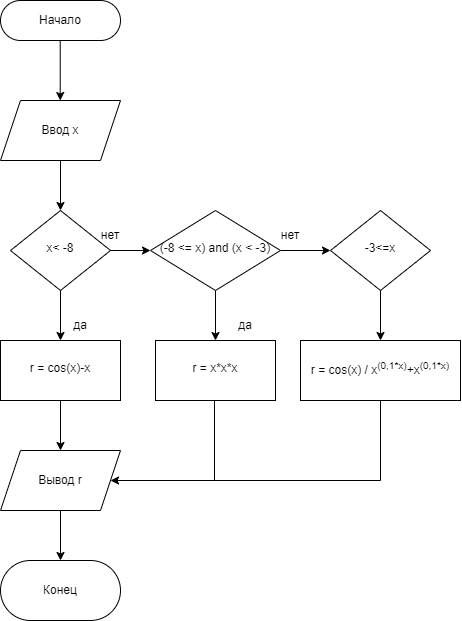 Начало
Ввод x
x< -8
нет
(-8 <= x) and (x < -3)
нет
-3<=x
да
да
r = cos(x)-x
r = x*x*x
r = cos(x) / x^(0,1*x)+x^(0,1*x)
Вывод r
Конец